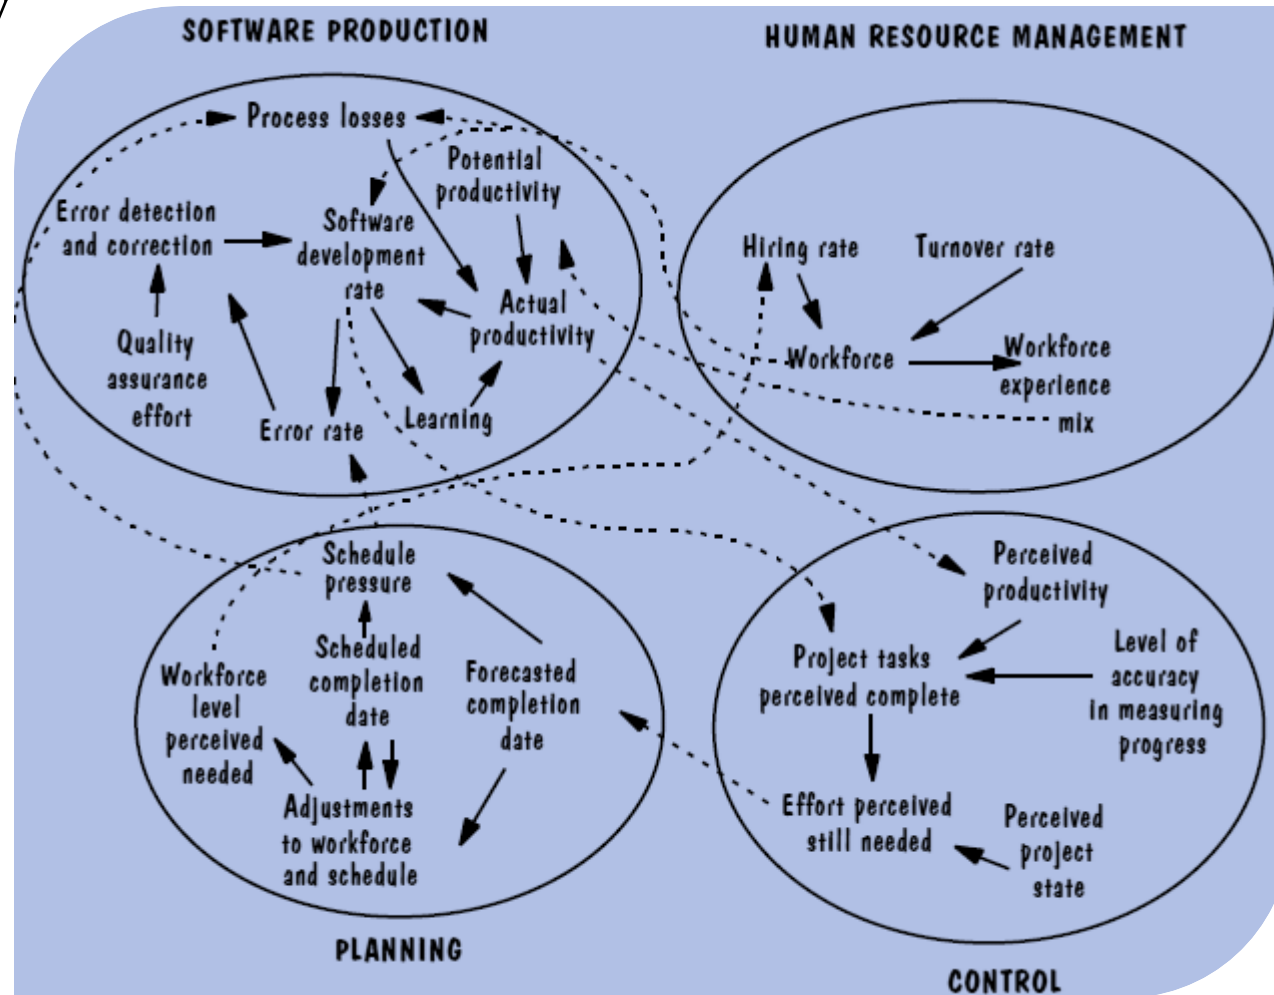 SOFTWARE PRODUCTION
HUMAN RESOURCE MANAGEMENT
Process losses
Potential
productivity
Error detection
and correction
Software
development
rate
Actual
productivity
Quality
assurance
effort
Error rate
Learning
Hiring rate
Turnover rate
Workforce
Workforce
experience
mix
Schedule
pressure
Scheduled
completion
date
Workforce
level
perceived
needed
Forecasted
completion
date
Adjustments
to workforce
and schedule
PLANNING
Perceived
productivity
Project tasks
perceived complete
Level of
accuracy
in measuring
progress
Effort perceived
still needed
Perceived
project
state
CONTROL